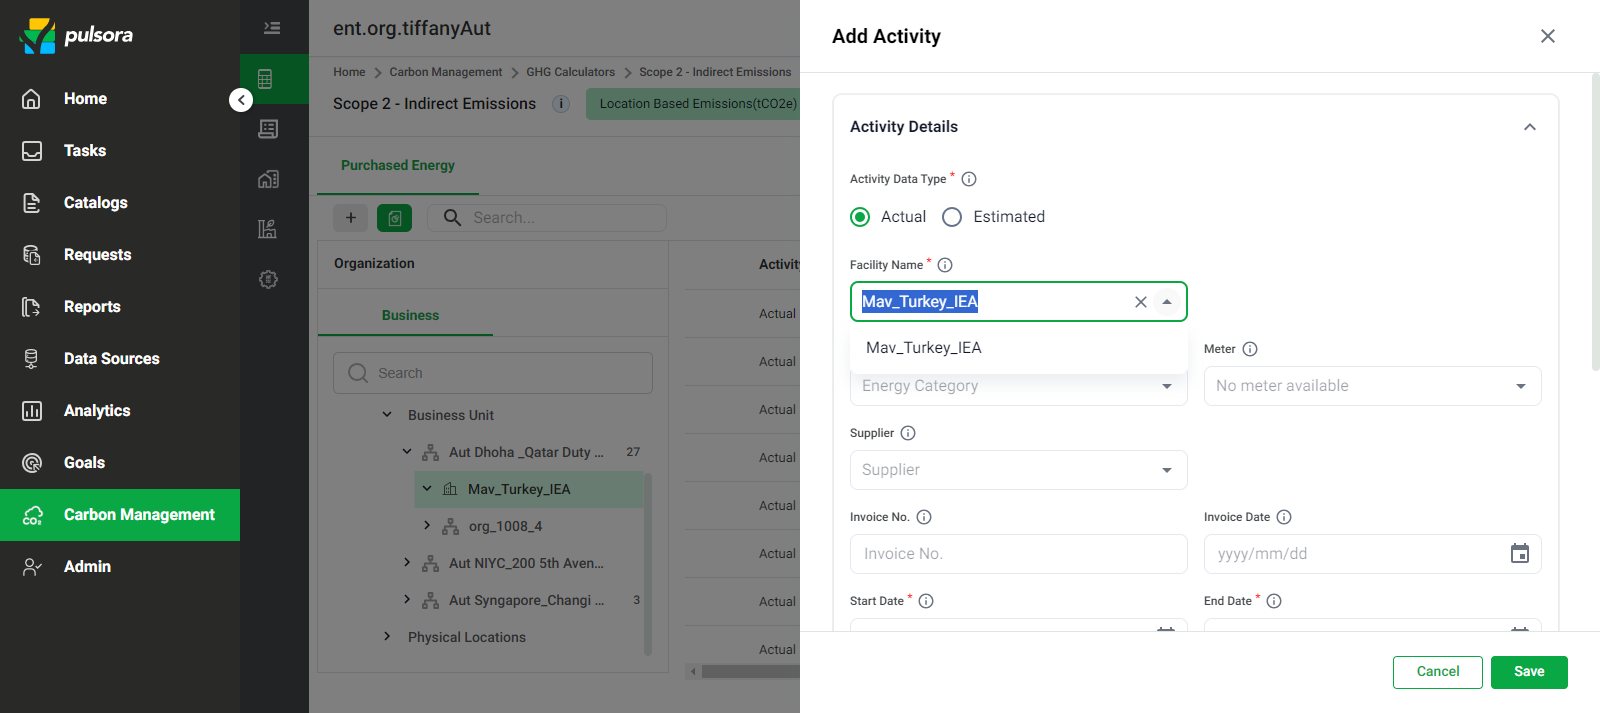 pulsora
Home
Tasks
Catalogs
Requests
Reports
Data Sources
Analytics
Goals
Carbon Management
Admin
ent.org.tiffanyAut
Home > Carbon Management > GHG Calculators > Scope 2 - Indirect Emissions
Scope 2 - Indirect Emissions i Location Based Emissions(tCO2e)
Purchased Energy
+ Search...
Organization
Business
Search
Business Unit
Aut Dhoha _Qatar Duty ... 27
Mav_Turkey_IEA
org_1008_4
Aut NIYC_200 5th Aven...
Aut Syngapore_Changi ... 3
Physical Locations
Activity
Actual
Actual
Actual
Actual
Actual
Actual
Actual
Actual
Add Activity
Activity Details
Activity Data Type *
Actual Estimated
Facility Name *
Mav_Turkey_IEA
Mav_Turkey_IEA
Meter
Energy Category No meter available
Supplier
Supplier
Invoice No. Invoice Date
Invoice No. yyyy/mm/dd
Start Date * End Date *
Cancel Save